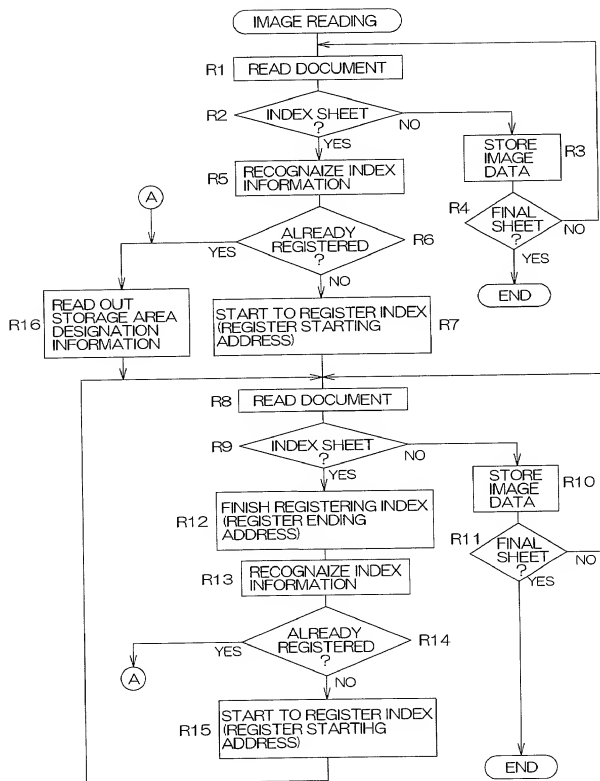 IMAGE READING
R1 READ DOCUMENT
R2 INDEX SHEET
?
NO
YES
STORE
IMAGE
DATA
R3
R4 FINAL
SHEET
?
NO
YES
END
R5 RECOGNAIZE INDEX
INFORMATION
A
ALREADY
REGISTERED
?
R6
YES
NO
R16 READ OUT
STORAGE AREA
DESIGNATION
INFORMATION
START TO REGISTER INDEX
(REGISTER STARTING
ADDRESS)
R7
R8 READ DOCUMENT
R9 INDEX SHEET
?
NO
YES
STORE
IMAGE
DATA
R10
R11 FINAL
SHEET
?
NO
YES
R12 FINISH REGISTERING INDEX
(REGISTER ENDING
ADDRESS)
R13 RECOGNAIZE INDEX
INFORMATION
ALREADY
REGISTERED
?
R14
YES
A
NO
R15 START TO REGISTER INDEX
(REGISTER STARTIHG
ADDRESS)
END